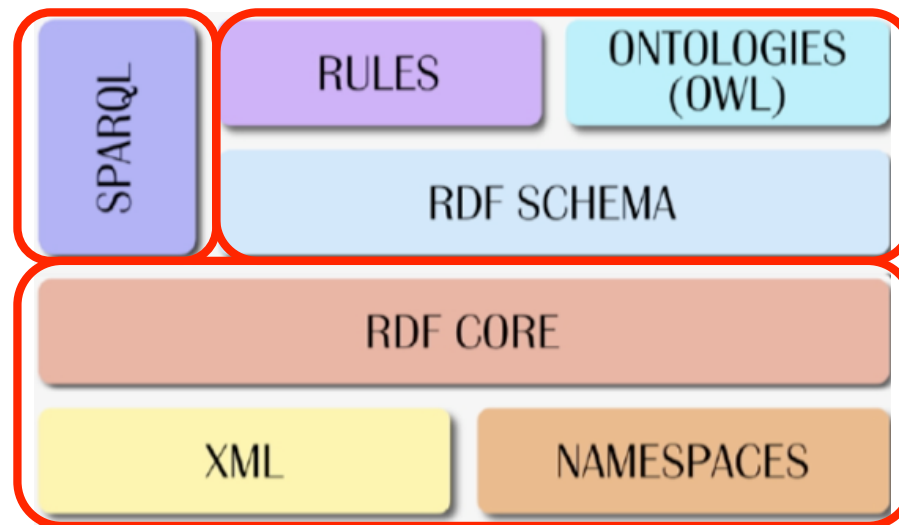 SPARQL
RULES
ONTOLOGIES
(OWL)
RDF SCHEMA
RDF CORE
XML
NAMESPACES